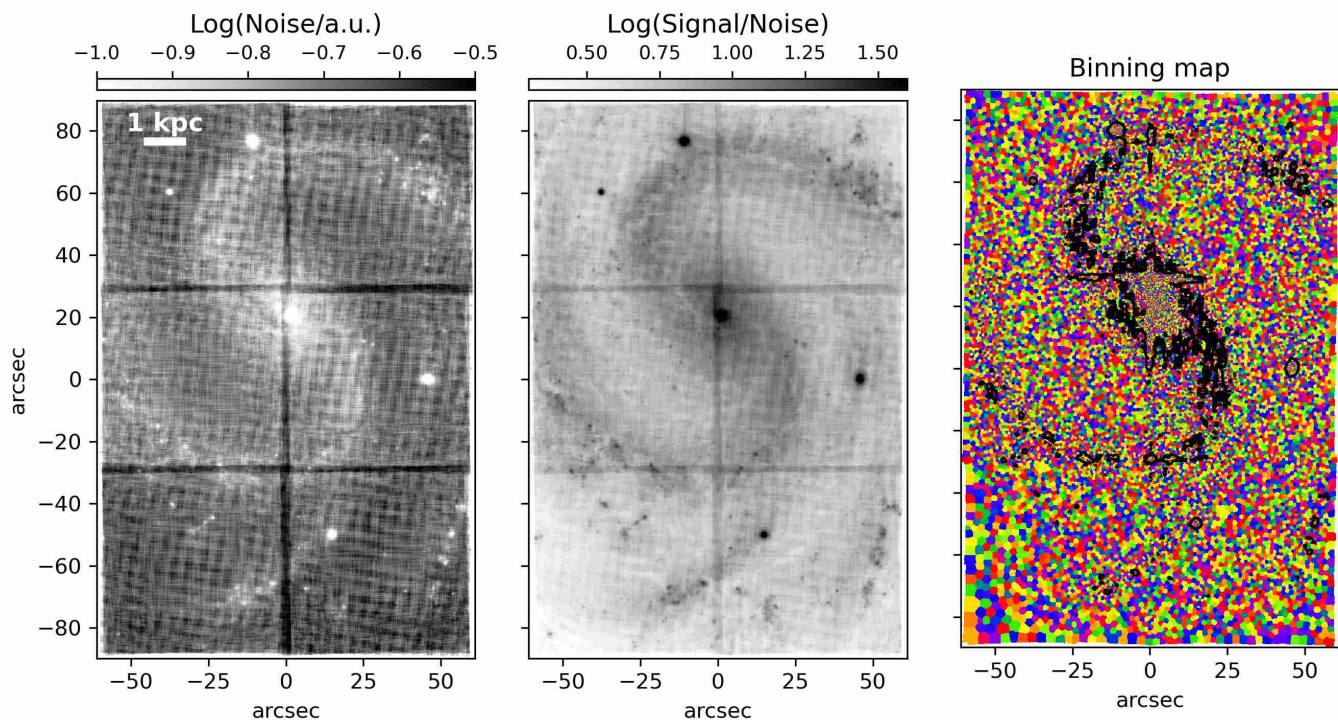 Log(Noise/a.u.)
−1.0 −0.9 −0.8 −0.7 −0.6 −0.5
Log(Signal/Noise)
0.50 0.75 1.00 1.25 1.50
Binning map
1 kpc
80
60
40
20
0
−20
−40
−60
−80
arcsec
−50 −25 0 25 50
arcsec
−50 −25 0 25 50
arcsec
−50 0 50
arcsec